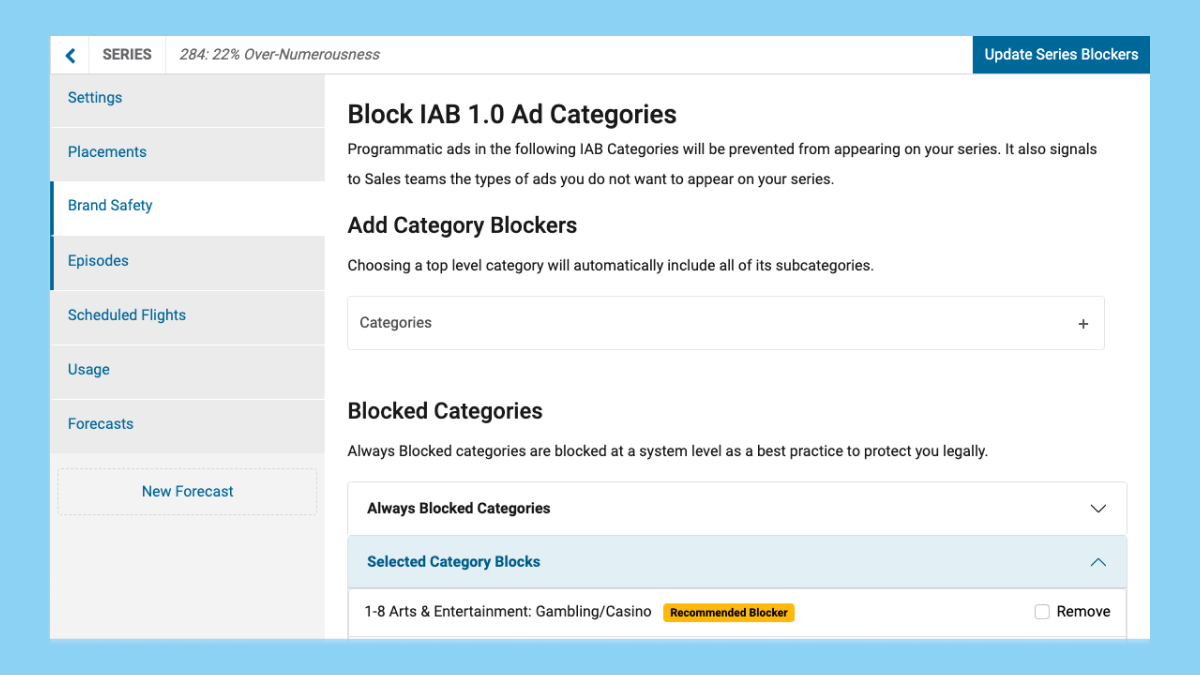 SERIES 284: 22% Over-Numerousness Update Series Blockers
Settings
Placements
Brand Safety
Episodes
Scheduled Flights
Usage
Forecasts
New Forecast
Block IAB 1.0 Ad Categories
Programmatic ads in the following IAB Categories will be prevented from appearing on your series. It also signals
to Sales teams the types of ads you do not want to appear on your series.
Add Category Blockers
Choosing a top level category will automatically include all of its subcategories.
Categories +
Blocked Categories
Always Blocked categories are blocked at a system level as a best practice to protect you legally.
Always Blocked Categories
Selected Category Blocks
1-8 Arts & Entertainment: Gambling/Casino Recommended Blocker Remove